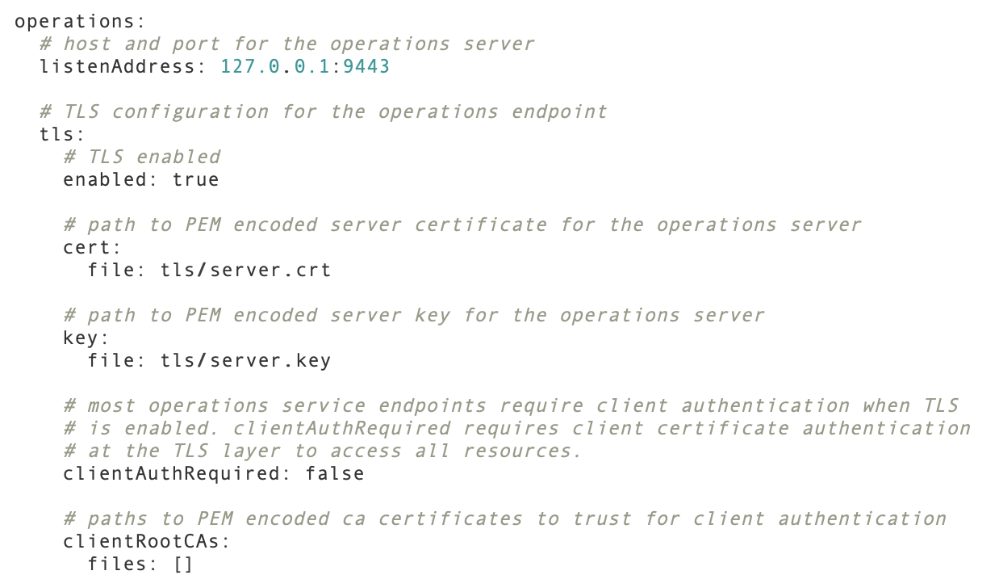 operations:
# host and port for the operations server
listenAddress: 127.0.0.1:9443
# TLS configuration for the operations endpoint
tls:
# TLS enabled
enabled: true
# path to PEM encoded server certificate for the operations server
cert:
file: tls/server.crt
# path to PEM encoded server key for the operations server
key:
file: tls/server.key
# most operations service endpoints require client authentication when TLS
# is enabled. clientAuthRequired requires client certificate authentication
# at the TLS layer to access all resources.
clientAuthRequired: false
# paths to PEM encoded ca certificates to trust for client authentication
clientRootCAs:
files: []